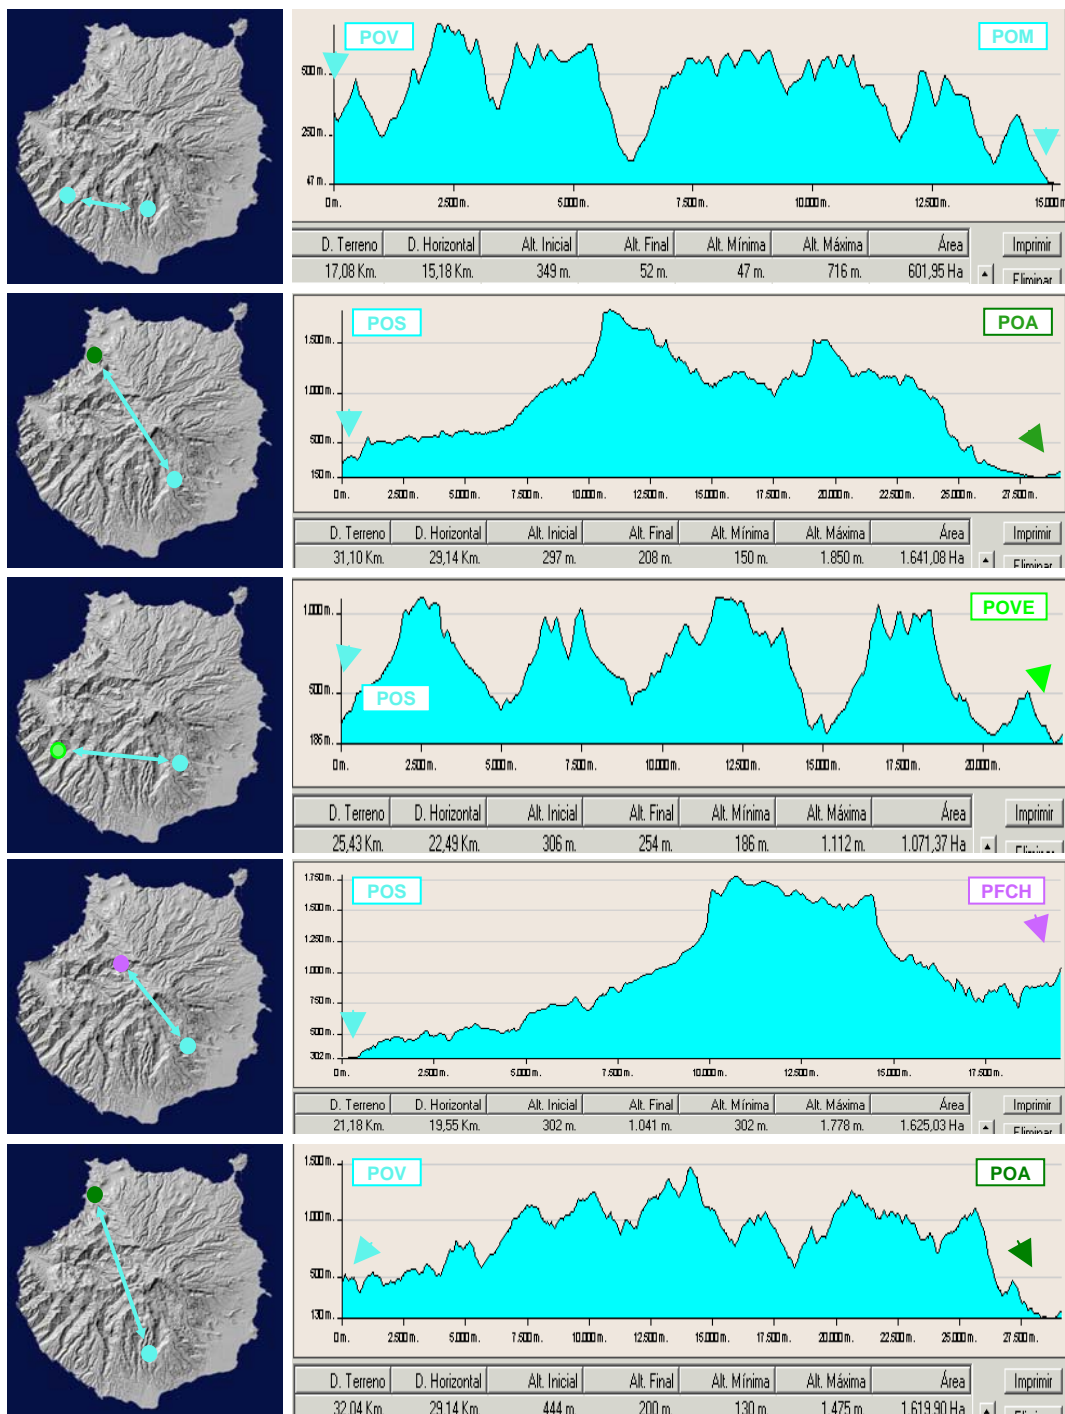 POV POM
500 m.
250 m.
47 m.
0 m. 2.500 m. 5.000 m. 7.500 m. 10.000 m. 12.500 m. 15.000 m
D. Terreno D. Horizontal Alt. Inicial Alt. Final Alt. Mínima Alt. Máxima Área Imprimir
17,08 Km. 15,18 Km. 349 m. 52 m. 47 m. 716 m. 601,95 Ha Eliminar
POS POA
1.500 m.
1.000 m.
500 m.
150 m.
0 m. 2.500 m. 5.000 m. 7.500 m. 10.000 m. 12.500 m. 15.000 m. 17.500 m. 20.000 m. 22.500 m. 25.000 m. 27.500 m.
D. Terreno D. Horizontal Alt. Inicial Alt. Final Alt. Mínima Alt. Máxima Área Imprimir
31,10 Km. 29,14 Km. 297 m. 208 m. 150 m. 1.850 m. 1.641,08 Ha Eliminar
POVE
1.000 m.
POS
500 m.
186 m.
0 m. 2.500 m. 5.000 m. 7.500 m. 10.000 m. 12.500 m. 15.000 m. 17.500 m. 20.000 m.
D. Terreno D. Horizontal Alt. Inicial Alt. Final Alt. Mínima Alt. Máxima Área Imprimir
25,43 Km. 22,49 Km. 306 m. 254 m. 186 m. 1.112 m. 1.071,37 Ha Eliminar
POS PFCH
1.750 m.
1.500 m.
1.250 m.
1.000 m.
750 m.
500 m.
302 m.
0 m. 2.500 m. 5.000 m. 7.500 m. 10.000 m. 12.500 m. 15.000 m. 17.500 m.
D. Terreno D. Horizontal Alt. Inicial Alt. Final Alt. Mínima Alt. Máxima Área Imprimir
21,18 Km. 19,55 Km. 302 m. 1.041 m. 302 m. 1.778 m. 1.625,03 Ha Eliminar
POV POA
1.500 m.
1.000 m.
500 m.
130 m.
0 m. 2.500 m. 5.000 m. 7.500 m. 10.000 m. 12.500 m. 15.000 m. 17.500 m. 20.000 m. 22.500 m. 25.000 m. 27.500 m.
D. Terreno D. Horizontal Alt. Inicial Alt. Final Alt. Mínima Alt. Máxima Área Imprimir
32,04 Km. 29,14 Km. 444 m. 200 m. 130 m. 1.475 m. 1.619,90 Ha Eliminar